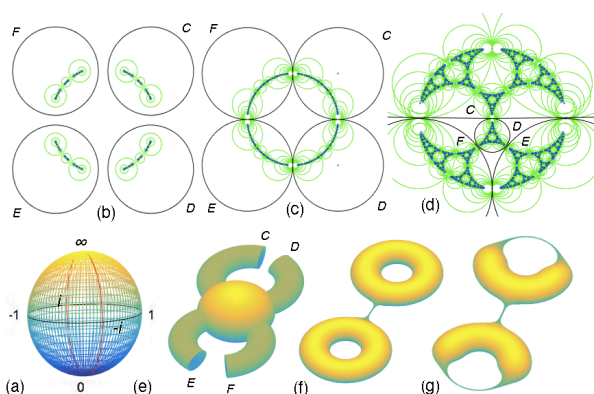 F C F C
C
D
F E
E (b) D E (c) D (d)
∞
C
D
i
-1 -i 1
E
F
(a) 0 (e) (f) (g)